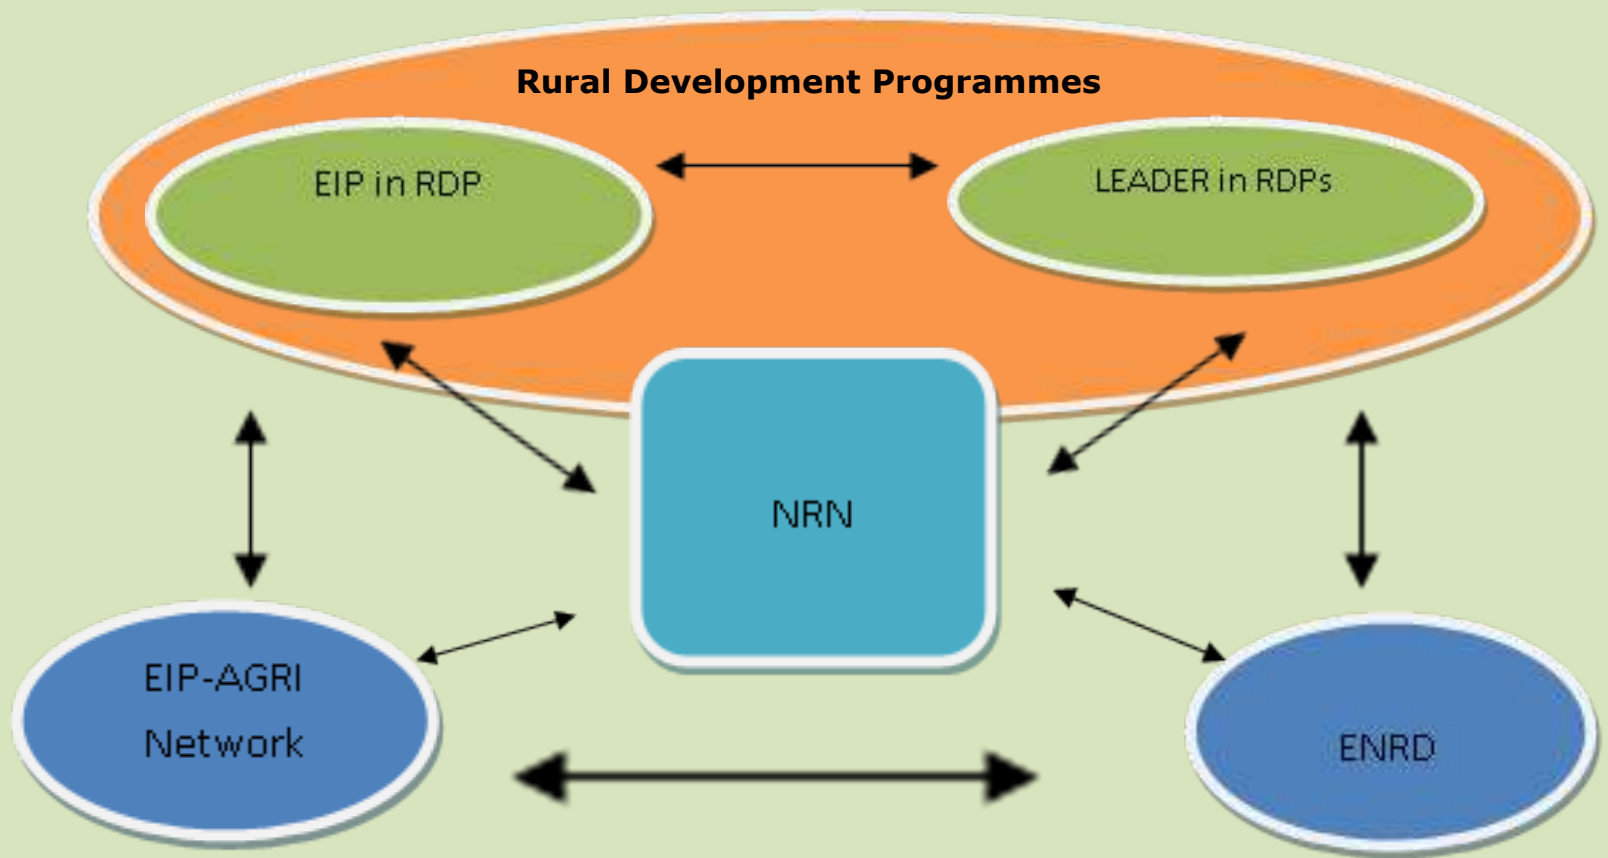 Rural Development Programmes
EIP in RDP
LEADER in RDPs
NRN
EIP-AGRI
Network
ENRD